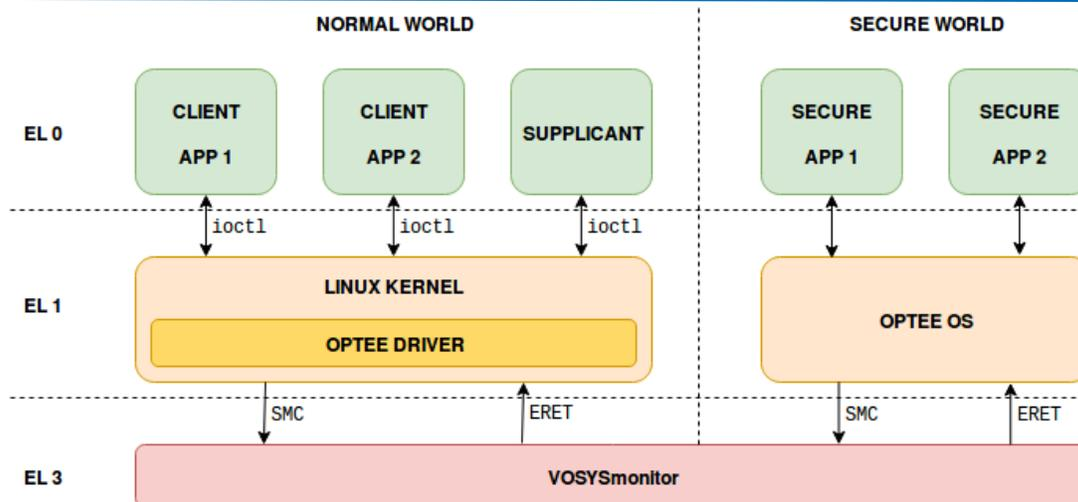 NORMAL WORLD
SECURE WORLD
EL 0
CLIENT
APP 1
CLIENT
APP 2
SUPPLICANT
SECURE
APP 1
SECURE
APP 2
ioctl
ioctl
ioctl
EL 1
LINUX KERNEL
OPTEE DRIVER
OPTEE OS
SMC
ERET
SMC
ERET
EL 3
VOSYSmonitor